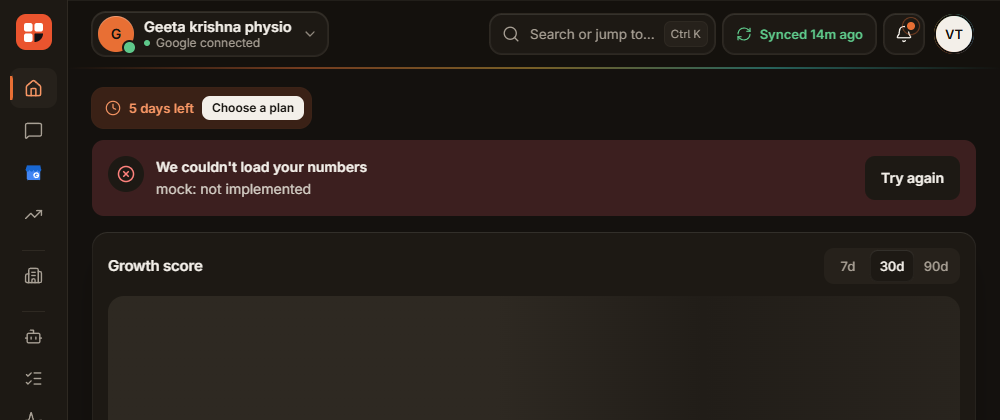 G
Geeta krishna physio
Google connected
Search or jump to...
Ctrl K
Synced 14m ago
VT
5 days left
Choose a plan
We couldn't load your numbers
mock: not implemented
Try again
Growth score
7d
30d
90d